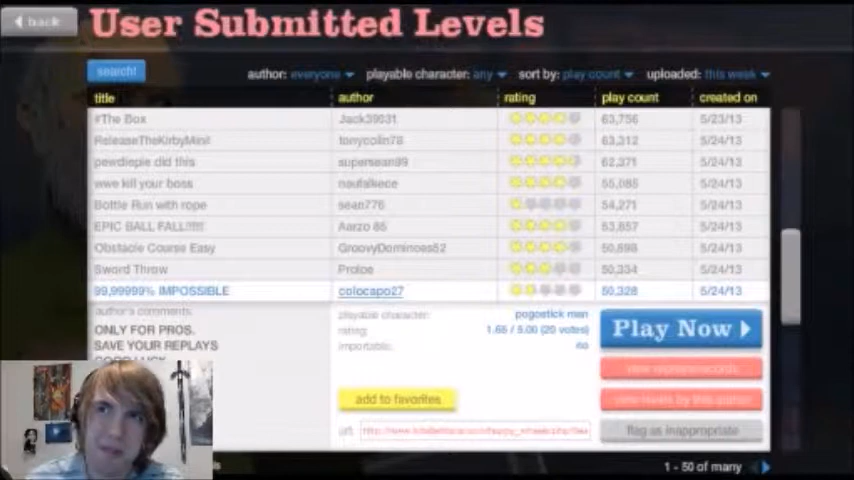 back
User Submitted Levels
search!
author: everyone playable character: any sort by: play count uploaded: this week
title author rating play count created on
#The Box Jack39531 63,756 5/23/13
ReleaseTheKirbyMini! tonycolin78 63,312 5/24/13
pewdiepie did this supersean99 62,371 5/24/13
wwe kill your boss naufalkece 55,085 5/24/13
Bottle Run with rope sean776 54,271 5/24/13
EPIC BALL FALL!!!!! Aarzo 85 5/24/13
Obstacle Course Easy GroovyDominoes52 5/24/13
Sword Throw Proloe 50,334 5/24/13
99,99999% IMPOSSIBLE colocapo27 50,328 5/24/13
author's comments:
ONLY FOR PROS.
SAVE YOUR REPLAYS
GOOD LUCK
playable character: pogostick man
rating: 1.65 / 5.00 (20 votes)
importable: no
Play Now
add to favorites
url:
flag as inappropriate
1 - 50 of many